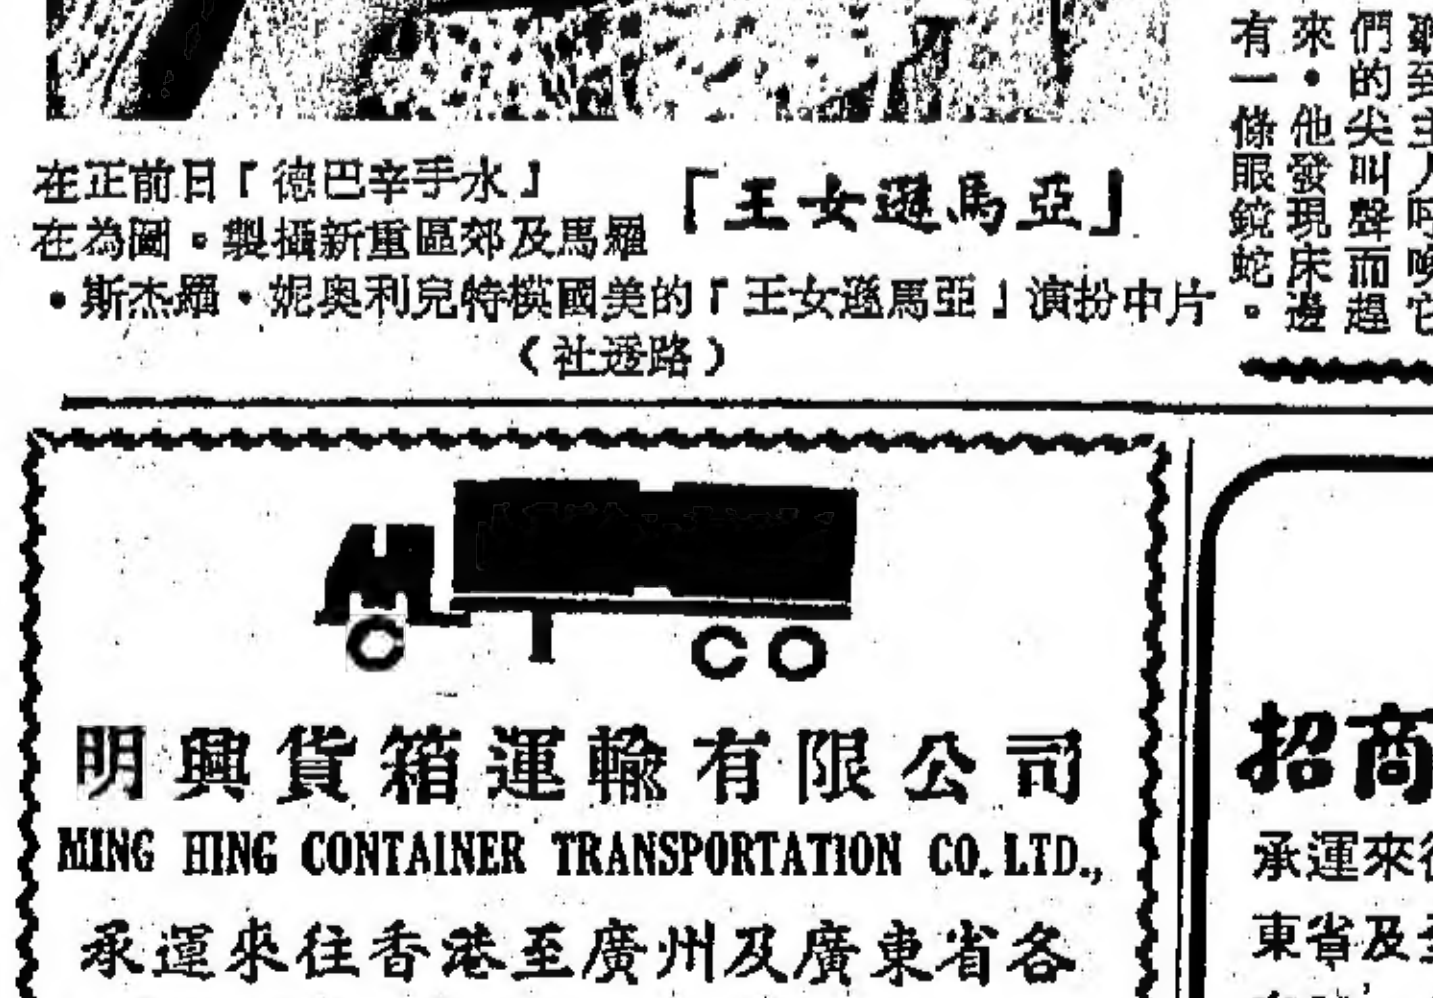 們的尖叫聲而趕
來。他發現床邊
有一條眼鏡蛇。
「亞馬遜女王」
「水手辛巴德」日前正在
羅馬及郊區重新攝製。圖為在
片中扮演「亞馬遜女王」的美國模特克利奧妮・羅杰斯・
(路透社)
明興貨箱運輸有限公司
MING HING CONTAINER TRANSPORTATION CO. LTD.,
承運來往香港至廣州及廣東省各
招商
承運來
東省及